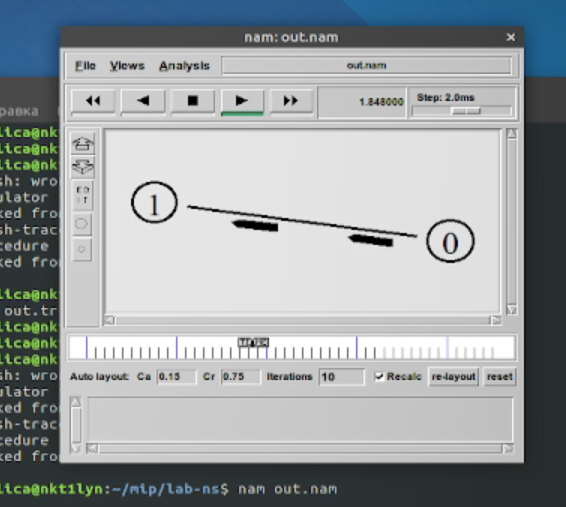 nam: out.nam
File Views Analysis out.nam
1.848000 Step: 2.0ms
равка
lica@nk
lica@nk
lica@nk
sh: wro
ulator
ked fro
sh-trac
cedure
ked fro
E D
I T
1
0
lica@nk
out.tr
lica@nk
lica@nk
lica@nk
TIME
sh: wro
ulator
ked fro
sh-trac
cedure
ked fro
Auto layout: Ca 0.15 Cr 0.75 Iterations 10 Recalc re-layout reset
lica@nkt1lyn:~/mip/lab-ns$ nam out.nam